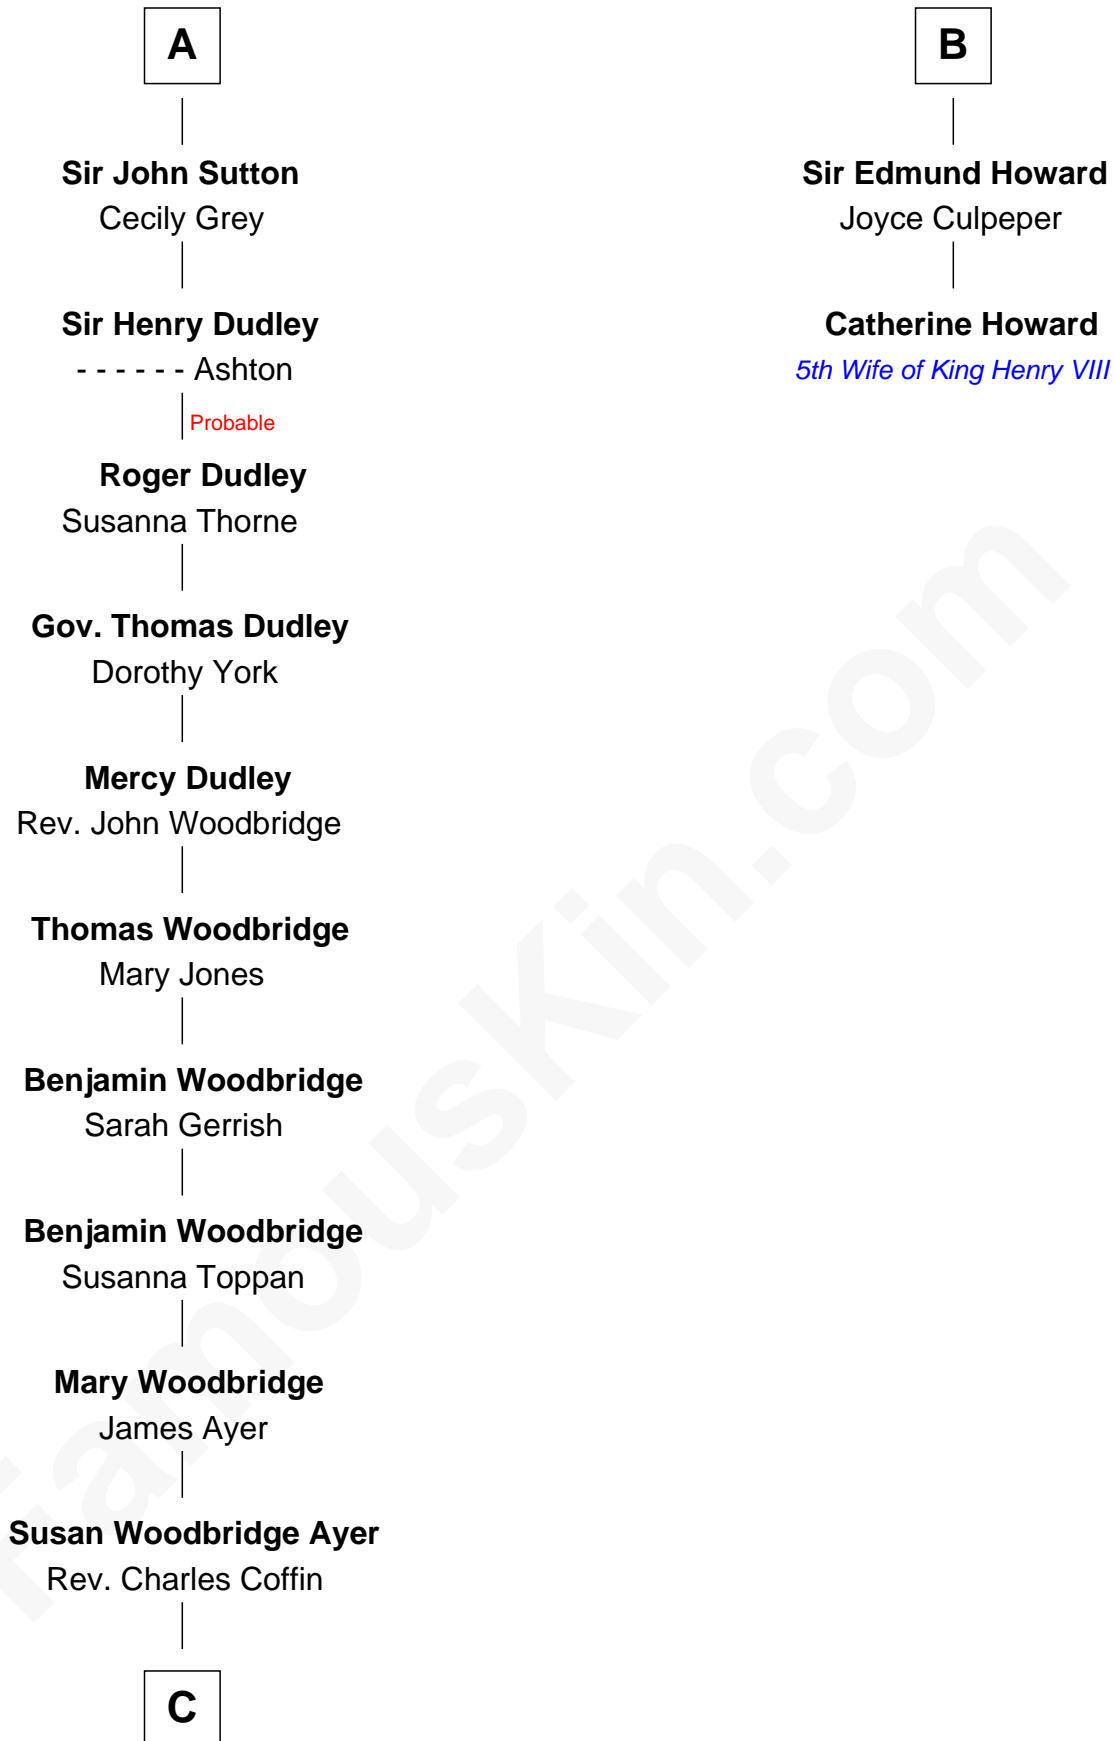 A
Sir John Sutton
Cecily Grey
Sir Henry Dudley
- - - - - - Ashton
Probable
Roger Dudley
Susanna Thorne
Gov. Thomas Dudley
Dorothy York
Mercy Dudley
Rev. John Woodbridge
Thomas Woodbridge
Mary Jones
Benjamin Woodbridge
Sarah Gerrish
Benjamin Woodbridge
Susanna Toppan
Mary Woodbridge
James Ayer
Susan Woodbridge Ayer
Rev. Charles Coffin
C
B
Sir Edmund Howard
Joyce Culpeper
Catherine Howard
5th Wife of King Henry VIII
FamousKin.com